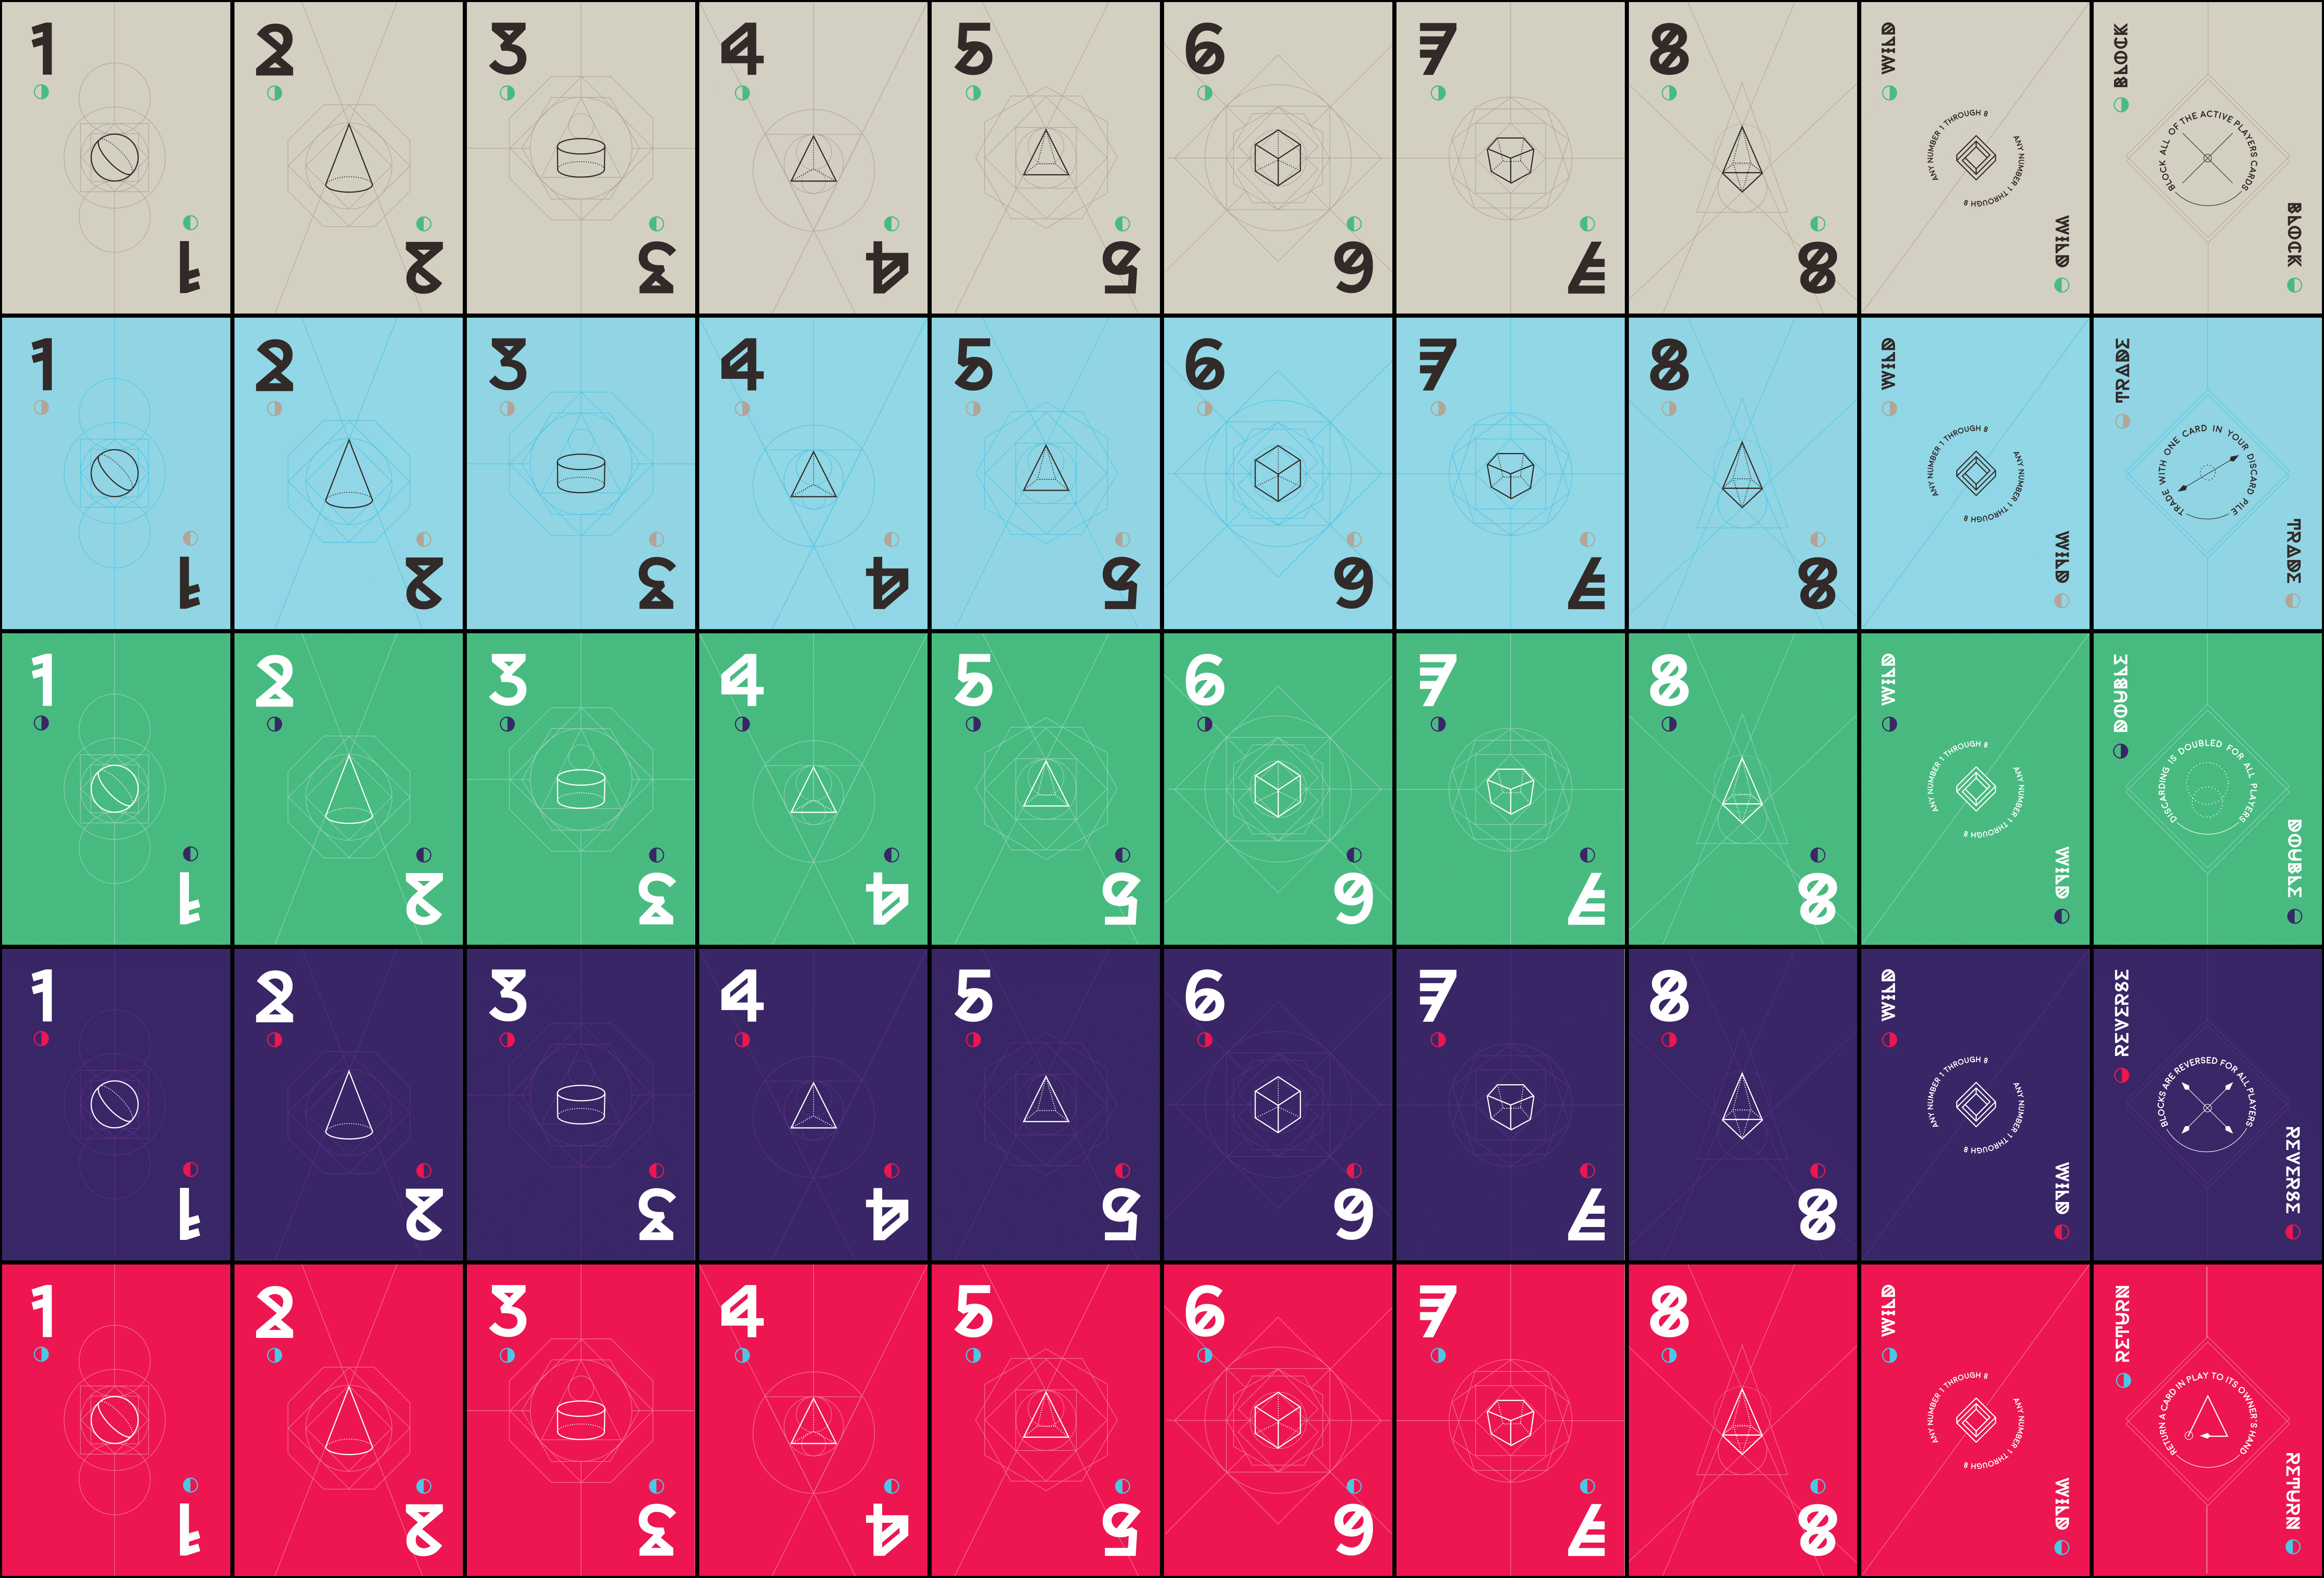 1 2 3 4 5 6 7 8 WILD BLOCK
ANY NUMBER 1 THROUGH 8
ANY NUMBER 1 THROUGH 8
BLOCK ALL OF THE ACTIVE PLAYERS CARDS
1 2 3 4 5 6 7 8 WILD BLOCK
1 2 3 4 5 6 7 8 WILD TRADE
ANY NUMBER 1 THROUGH 8
ANY NUMBER 1 THROUGH 8
TRADE WITH ONE CARD IN YOUR DISCARD PILE
1 2 3 4 5 6 7 8 WILD TRADE
1 2 3 4 5 6 7 8 WILD DOUBLE
ANY NUMBER 1 THROUGH 8
ANY NUMBER 1 THROUGH 8
DISCARDING IS DOUBLED FOR ALL PLAYERS
1 2 3 4 5 6 7 8 WILD DOUBLE
1 2 3 4 5 6 7 8 WILD REVERSE
ANY NUMBER 1 THROUGH 8
ANY NUMBER 1 THROUGH 8
BLOCKS ARE REVERSED FOR ALL PLAYERS
1 2 3 4 5 6 7 8 WILD REVERSE
1 2 3 4 5 6 7 8 WILD RETURN
ANY NUMBER 1 THROUGH 8
ANY NUMBER 1 THROUGH 8
RETURN A CARD IN PLAY TO ITS OWNER'S HAND
1 2 3 4 5 6 7 8 WILD RETURN